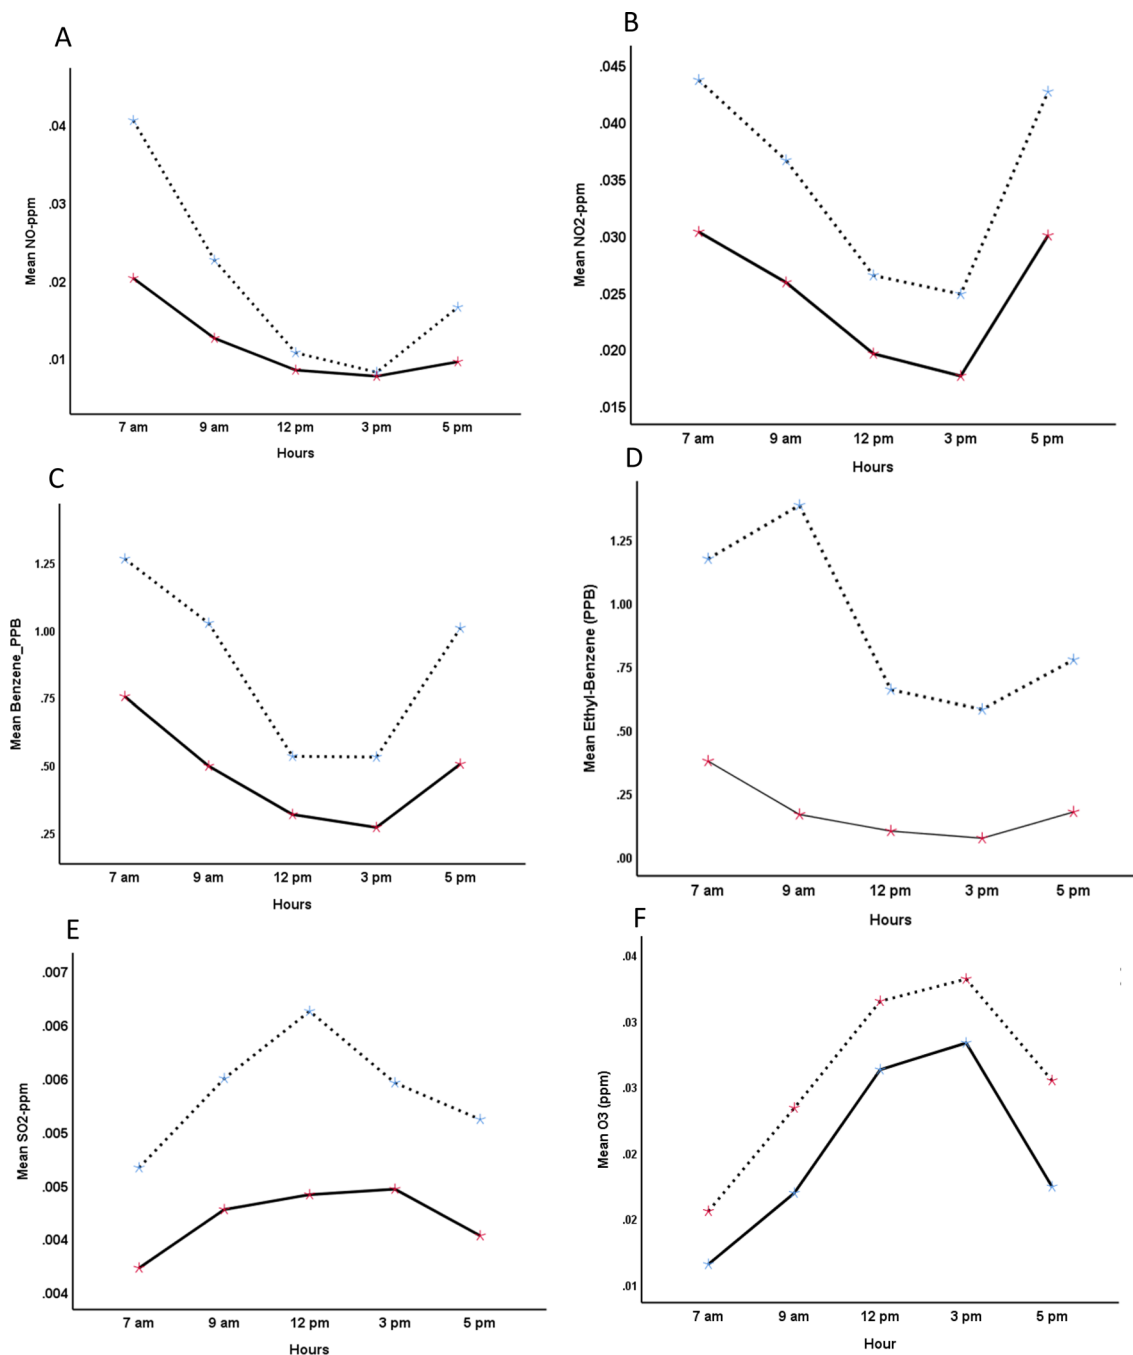 A
Mean NO-ppm
.04
.03
.02
.01
7 am 9 am 12 pm 3 pm 5 pm
Hours
B
Mean NO2-ppm
.045
.040
.035
.030
.025
.020
.015
7 am 9 am 12 pm 3 pm 5 pm
Hours
C
Mean Benzene_PPB
1.25
1.00
.75
.50
.25
7 am 9 am 12 pm 3 pm 5 pm
Hours
D
Mean Ethyl-Benzene (PPB)
1.25
1.00
.75
.50
.25
.00
7 am 9 am 12 pm 3 pm 5 pm
Hours
E
Mean SO2-ppm
.007
.006
.006
.005
.005
.004
.004
7 am 9 am 12 pm 3 pm 5 pm
Hours
F
Mean O3 (ppm)
.04
.03
.03
.02
.02
.01
7 am 9 am 12 pm 3 pm 5 pm
Hour